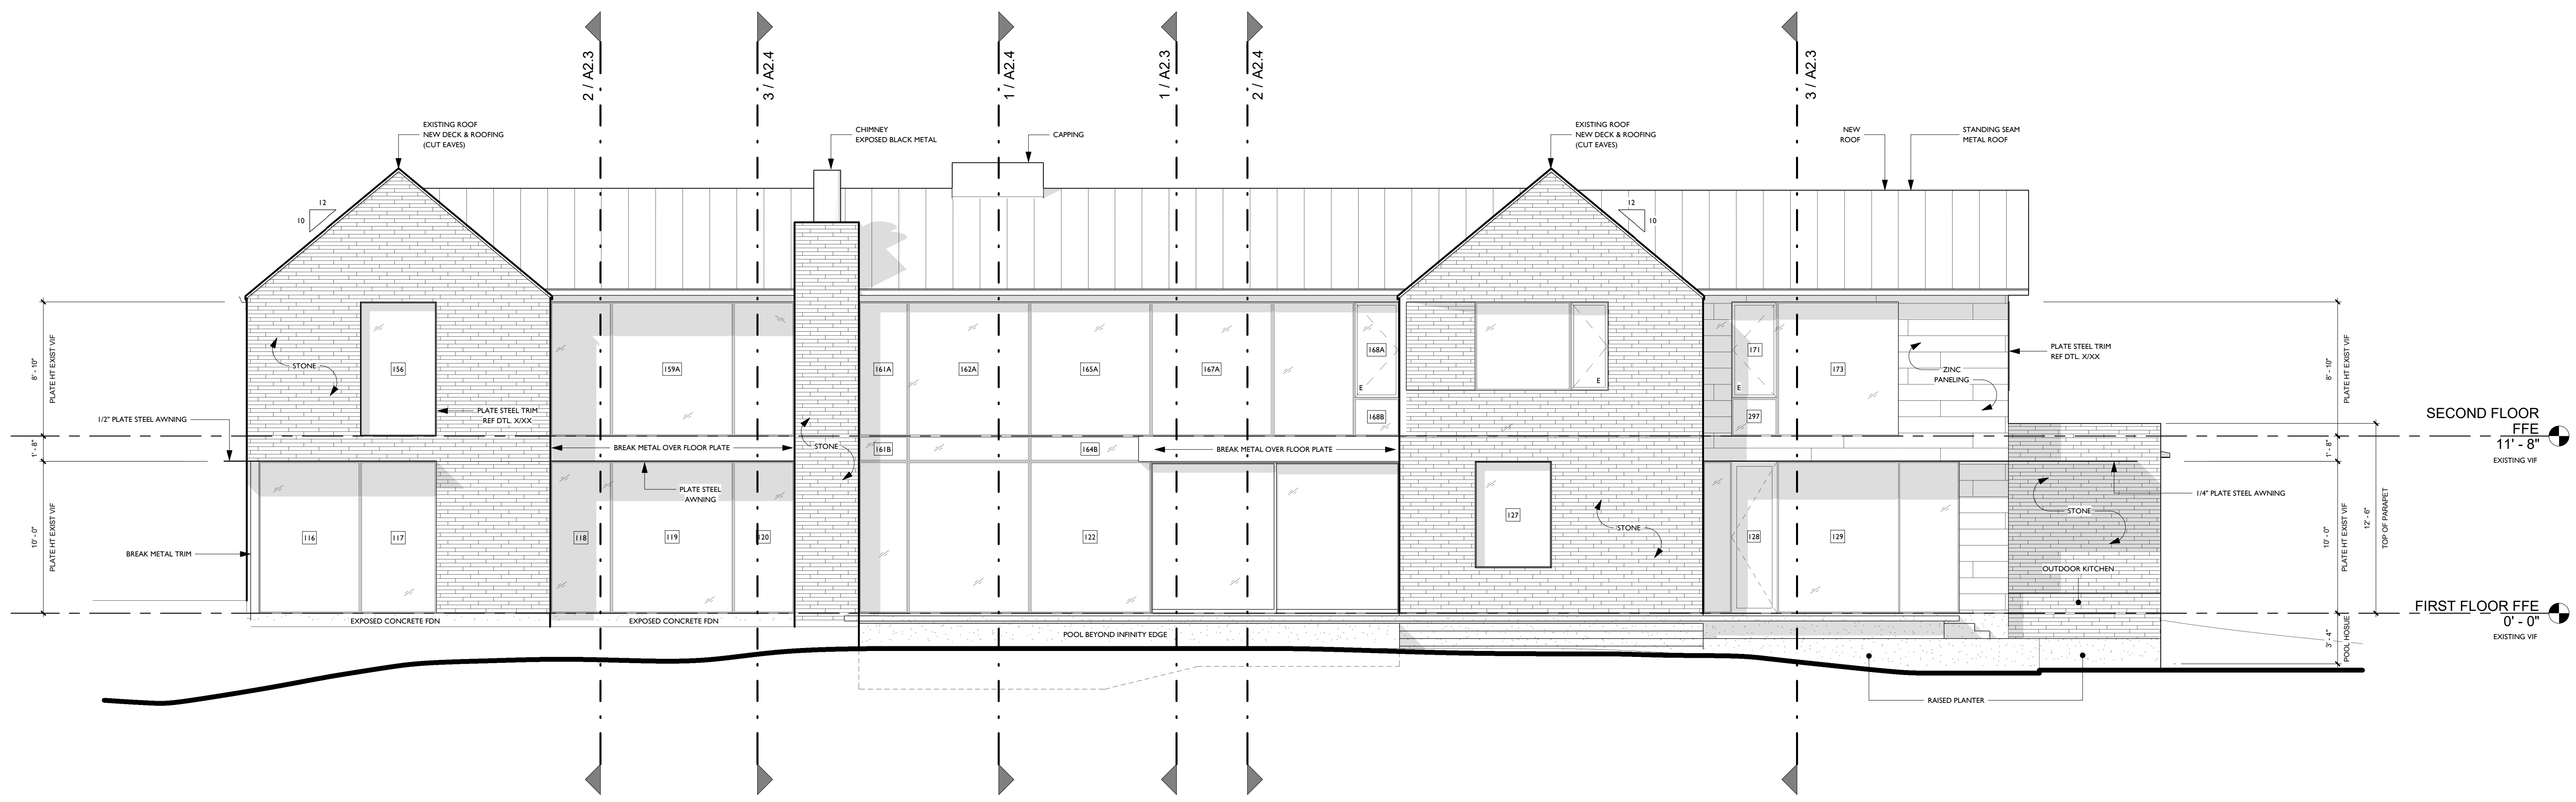 2 / A2.3
3 / A2.4
1 / A2.4
1 / A2.3
2 / A2.4
3 / A2.3
EXISTING ROOF
NEW DECK & ROOFING
(CUT EAVES)
CHIMNEY
EXPOSED BLACK METAL
CAPPING
EXISTING ROOF
NEW DECK & ROOFING
(CUT EAVES)
NEW
ROOF
STANDING SEAM
METAL ROOF
12
10
12
10
8' - 10"
PLATE HT EXIST VIF
STONE
156
159A
161A
162A
165A
167A
168A
E
E
171
E
173
ZINC
PANELING
PLATE STEEL TRIM
REF DTL. X/XX
8' - 10"
PLATE HT EXIST VIF
1/2" PLATE STEEL AWNING
PLATE STEEL TRIM
REF DTL. X/XX
168B
297
SECOND FLOOR
FFE
11' - 8"
EXISTING VIF
1' - 8"
BREAK METAL OVER FLOOR PLATE
STONE
161B
164B
BREAK METAL OVER FLOOR PLATE
1' - 8"
PLATE STEEL
AWNING
1/4" PLATE STEEL AWNING
10' - 0"
PLATE HT EXIST VIF
BREAK METAL TRIM
116
117
118
119
120
122
127
STONE
128
129
STONE
OUTDOOR KITCHEN
10' - 0"
PLATE HT EXIST VIF
12' - 6"
TOP OF PARAPET
FIRST FLOOR FFE
0' - 0"
EXISTING VIF
EXPOSED CONCRETE FDN
EXPOSED CONCRETE FDN
POOL BEYOND INFINITY EDGE
3' - 4"
POOL HOSUE
RAISED PLANTER